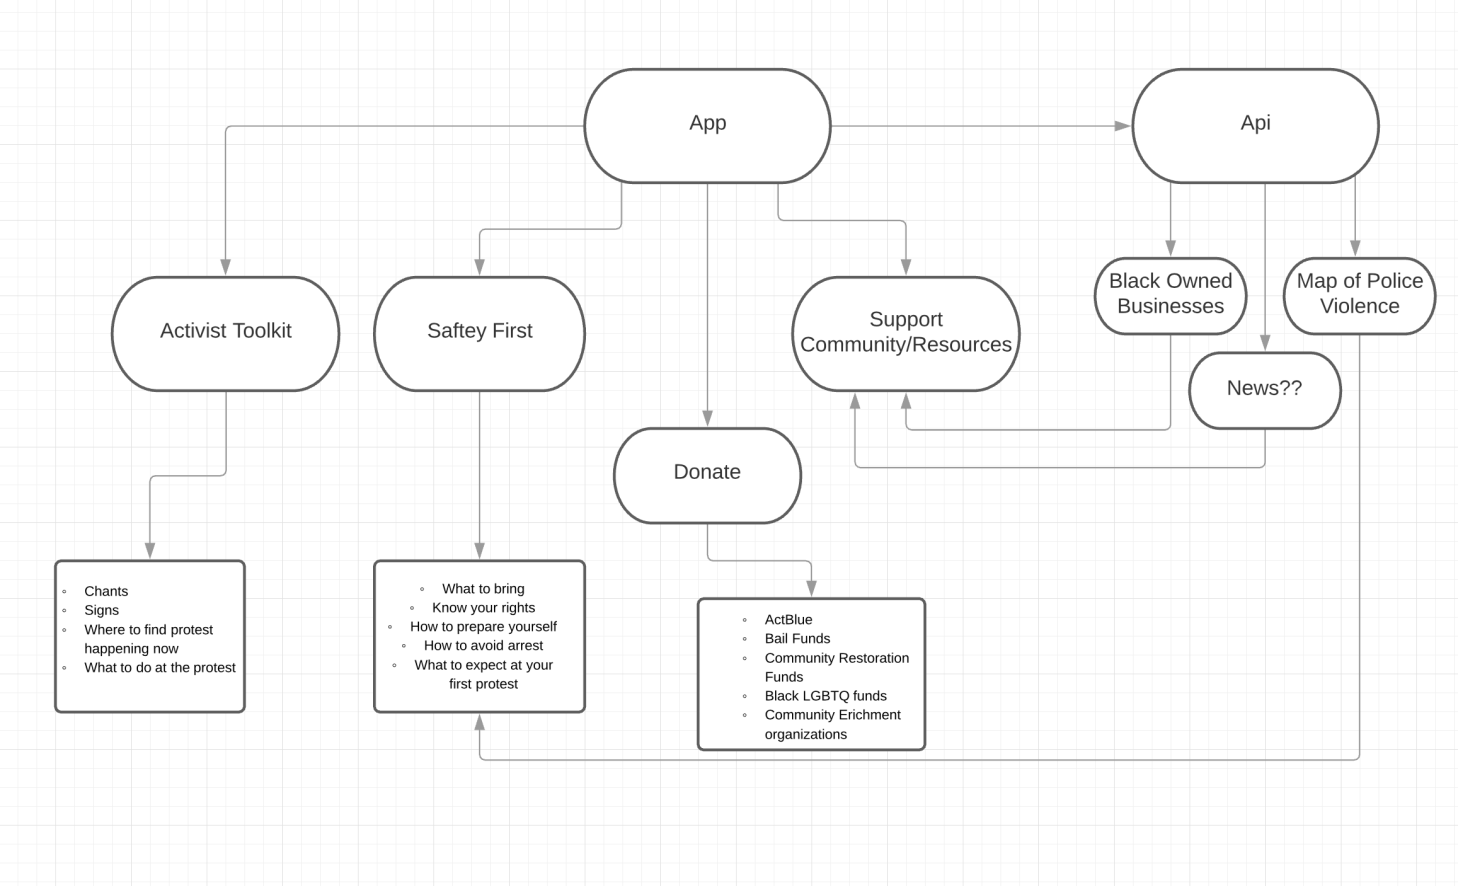 App
Api
Activist Toolkit
Saftey First
Support
Community/Resources
Black Owned
Businesses
Map of Police
Violence
News??
Donate
◦ Chants
◦ Signs
◦ Where to find protest
happening now
◦ What to do at the protest
◦ What to bring
◦ Know your rights
◦ How to prepare yourself
◦ How to avoid arrest
◦ What to expect at your
first protest
◦ ActBlue
◦ Bail Funds
◦ Community Restoration
Funds
◦ Black LGBTQ funds
◦ Community Erichment
organizations